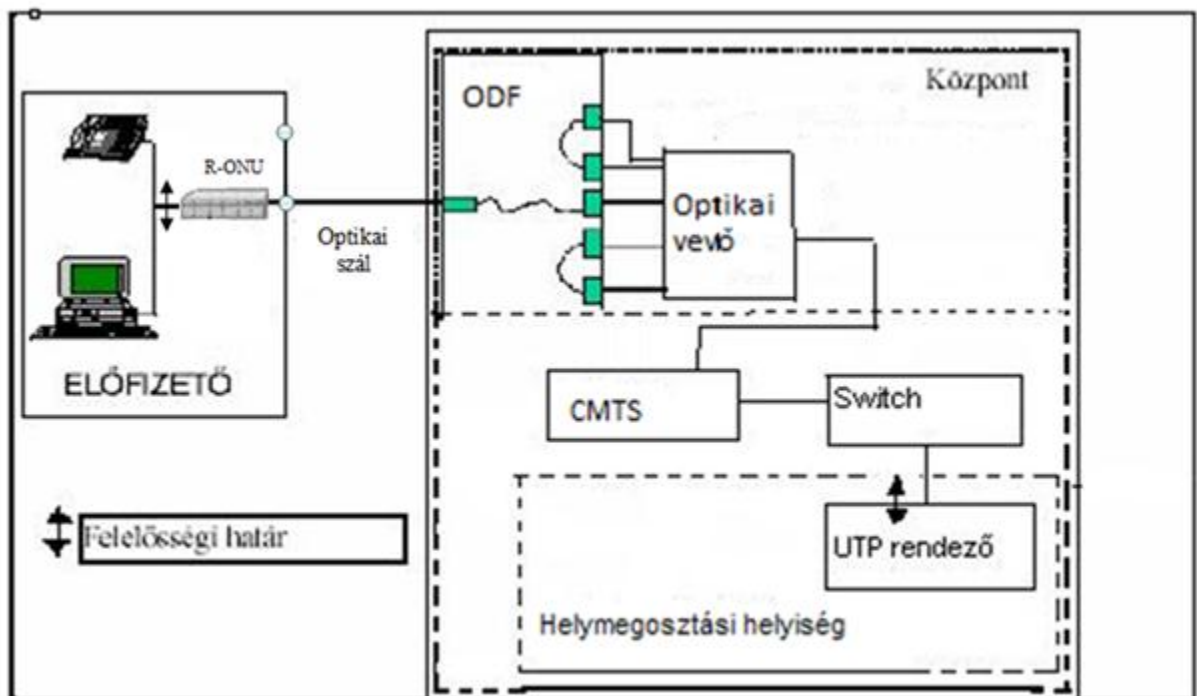 ODF
Központ
R-ONU
Optikai
szál
Optikai
vevő
ELŐFIZETŐ
CMTS
Switch
Felelősségi határ
UTP rendező
Helymegosztási helyiség